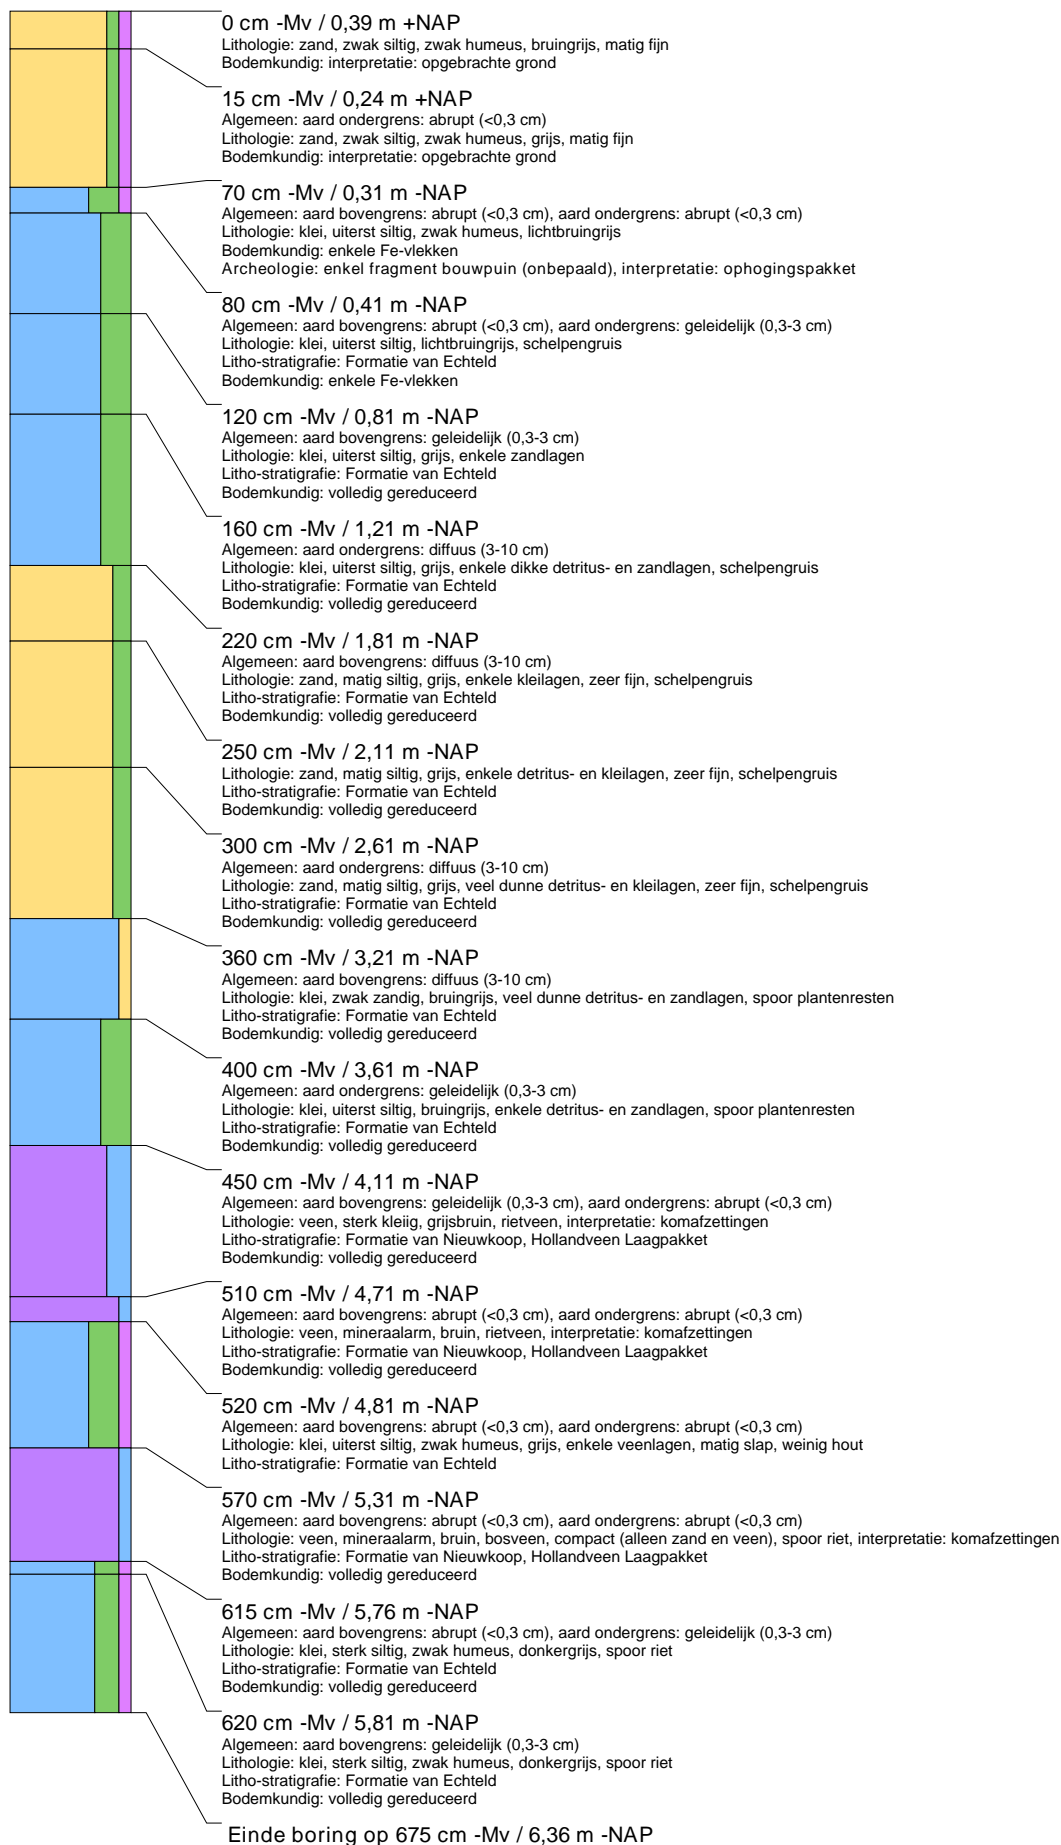 0 cm -Mv / 0,39 m +NAP
Lithologie: zand, zwak siltig, zwak humeus, bruingrijs, matig fijn
Bodemkundig: interpretatie: opgebrachte grond
15 cm -Mv / 0,24 m +NAP
Algemeen: aard ondergrens: abrupt (<0,3 cm)
Lithologie: zand, zwak siltig, zwak humeus, grijs, matig fijn
Bodemkundig: interpretatie: opgebrachte grond
70 cm -Mv / 0,31 m -NAP
Algemeen: aard bovengrens: abrupt (<0,3 cm), aard ondergrens: abrupt (<0,3 cm)
Lithologie: klei, uiterst siltig, zwak humeus, lichtbruingrijs
Bodemkundig: enkele Fe-vlekken
Archeologie: enkel fragment bouwpuin (onbepaald), interpretatie: ophogingspakket
80 cm -Mv / 0,41 m -NAP
Algemeen: aard bovengrens: abrupt (<0,3 cm), aard ondergrens: geleidelijk (0,3-3 cm)
Lithologie: klei, uiterst siltig, lichtbruingrijs, schelpengruis
Litho-stratigrafie: Formatie van Echteld
Bodemkundig: enkele Fe-vlekken
120 cm -Mv / 0,81 m -NAP
Algemeen: aard bovengrens: geleidelijk (0,3-3 cm)
Lithologie: klei, uiterst siltig, grijs, enkele zandlagen
Litho-stratigrafie: Formatie van Echteld
Bodemkundig: volledig gereduceerd
160 cm -Mv / 1,21 m -NAP
Algemeen: aard ondergrens: diffuus (3-10 cm)
Lithologie: klei, uiterst siltig, grijs, enkele dikke detritus- en zandlagen, schelpengruis
Litho-stratigrafie: Formatie van Echteld
Bodemkundig: volledig gereduceerd
220 cm -Mv / 1,81 m -NAP
Algemeen: aard bovengrens: diffuus (3-10 cm)
Lithologie: zand, matig siltig, grijs, enkele kleilagen, zeer fijn, schelpengruis
Litho-stratigrafie: Formatie van Echteld
Bodemkundig: volledig gereduceerd
250 cm -Mv / 2,11 m -NAP
Lithologie: zand, matig siltig, grijs, enkele detritus- en kleilagen, zeer fijn, schelpengruis
Litho-stratigrafie: Formatie van Echteld
Bodemkundig: volledig gereduceerd
300 cm -Mv / 2,61 m -NAP
Algemeen: aard ondergrens: diffuus (3-10 cm)
Lithologie: zand, matig siltig, grijs, veel dunne detritus- en kleilagen, zeer fijn, schelpengruis
Litho-stratigrafie: Formatie van Echteld
Bodemkundig: volledig gereduceerd
360 cm -Mv / 3,21 m -NAP
Algemeen: aard bovengrens: diffuus (3-10 cm)
Lithologie: klei, zwak zandig, bruingrijs, veel dunne detritus- en zandlagen, spoor plantenresten
Litho-stratigrafie: Formatie van Echteld
Bodemkundig: volledig gereduceerd
400 cm -Mv / 3,61 m -NAP
Algemeen: aard ondergrens: geleidelijk (0,3-3 cm)
Lithologie: klei, uiterst siltig, bruingrijs, enkele detritus- en zandlagen, spoor plantenresten
Litho-stratigrafie: Formatie van Echteld
Bodemkundig: volledig gereduceerd
450 cm -Mv / 4,11 m -NAP
Algemeen: aard bovengrens: geleidelijk (0,3-3 cm), aard ondergrens: abrupt (<0,3 cm)
Lithologie: veen, sterk kleiig, grijsbruin, rietveen, interpretatie: komafzettingen
Litho-stratigrafie: Formatie van Nieuwkoop, Hollandveen Laagpakket
Bodemkundig: volledig gereduceerd
510 cm -Mv / 4,71 m -NAP
Algemeen: aard bovengrens: abrupt (<0,3 cm), aard ondergrens: abrupt (<0,3 cm)
Lithologie: veen, mineraalarm, bruin, rietveen, interpretatie: komafzettingen
Litho-stratigrafie: Formatie van Nieuwkoop, Hollandveen Laagpakket
Bodemkundig: volledig gereduceerd
520 cm -Mv / 4,81 m -NAP
Algemeen: aard bovengrens: abrupt (<0,3 cm), aard ondergrens: abrupt (<0,3 cm)
Lithologie: klei, uiterst siltig, zwak humeus, grijs, enkele veenlagen, matig slap, weinig hout
Litho-stratigrafie: Formatie van Echteld
570 cm -Mv / 5,31 m -NAP
Algemeen: aard bovengrens: abrupt (<0,3 cm), aard ondergrens: abrupt (<0,3 cm)
Lithologie: veen, mineraalarm, bruin, bosveen, compact (alleen zand en veen), spoor riet, interpretatie: komafzettingen
Litho-stratigrafie: Formatie van Nieuwkoop, Hollandveen Laagpakket
Bodemkundig: volledig gereduceerd
615 cm -Mv / 5,76 m -NAP
Algemeen: aard bovengrens: abrupt (<0,3 cm), aard ondergrens: geleidelijk (0,3-3 cm)
Lithologie: klei, sterk siltig, zwak humeus, donkergrijs, spoor riet
Litho-stratigrafie: Formatie van Echteld
Bodemkundig: volledig gereduceerd
620 cm -Mv / 5,81 m -NAP
Algemeen: aard bovengrens: geleidelijk (0,3-3 cm)
Lithologie: klei, sterk siltig, zwak humeus, donkergrijs, spoor riet
Litho-stratigrafie: Formatie van Echteld
Bodemkundig: volledig gereduceerd
Einde boring op 675 cm -Mv / 6,36 m -NAP